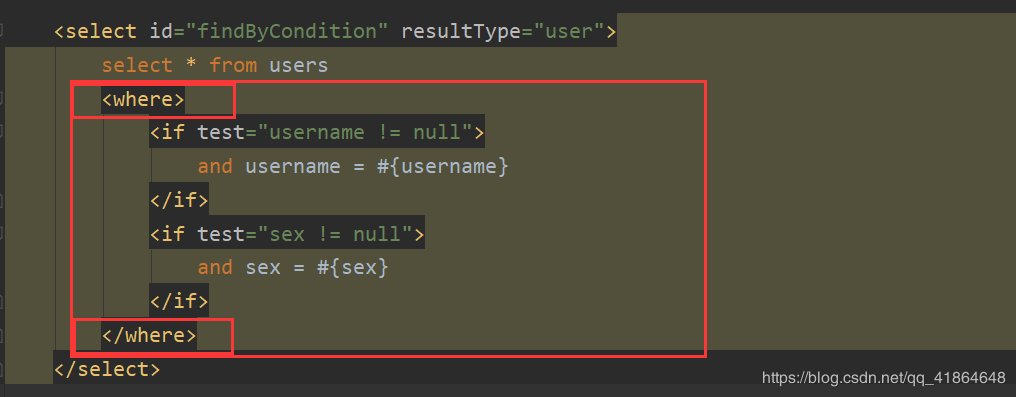 <select id="findByCondition" resultType="user">
select * from users
<where>
<if test="username != null">
and username = #{username}
</if>
<if test="sex != null">
and sex = #{sex}
</if>
</where>
</select>
https://blog.csdn.net/qq_41864648